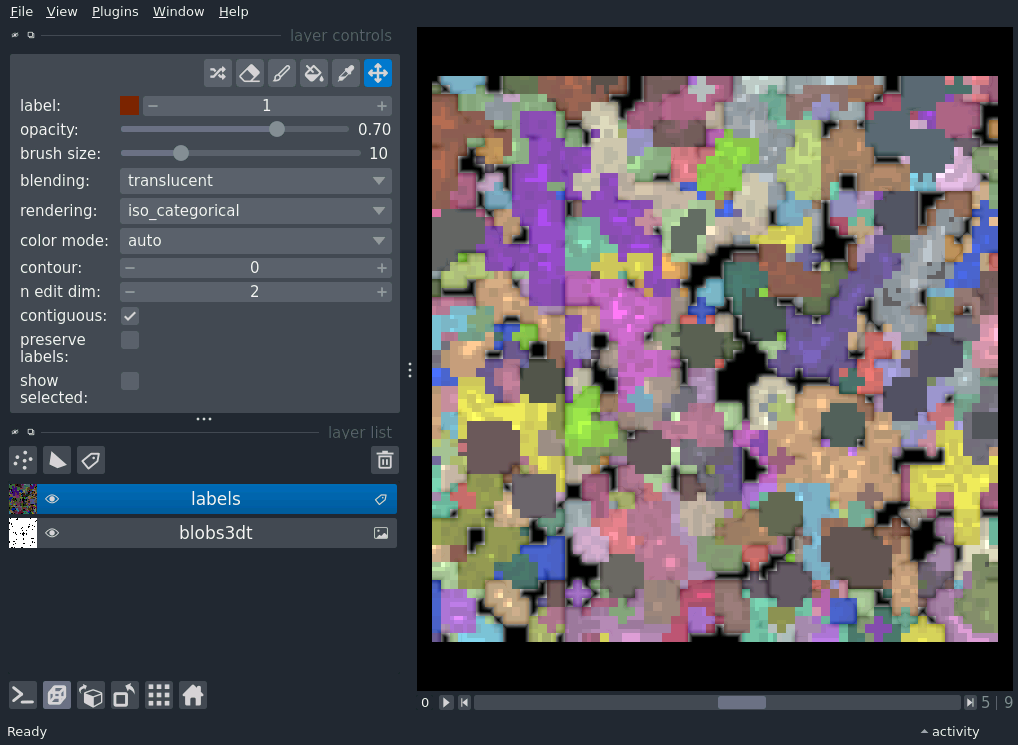 File View Plugins Window Help
layer controls
label: 1
opacity: 0.70
brush size: 10
blending: translucent
rendering: iso_categorical
color mode: auto
contour: 0
n edit dim: 2
contiguous:
preserve
labels:
show
selected:
layer list
labels
blobs3dt
0 5 | 9
Ready activity